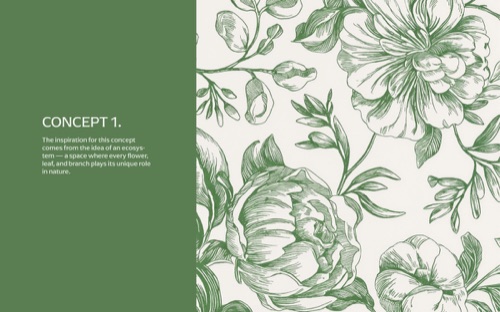 CONCEPT 1.
The inspiration for this concept
comes from the idea of an ecosys-
tem — a space where every flower,
leaf, and branch plays its unique role
in nature.